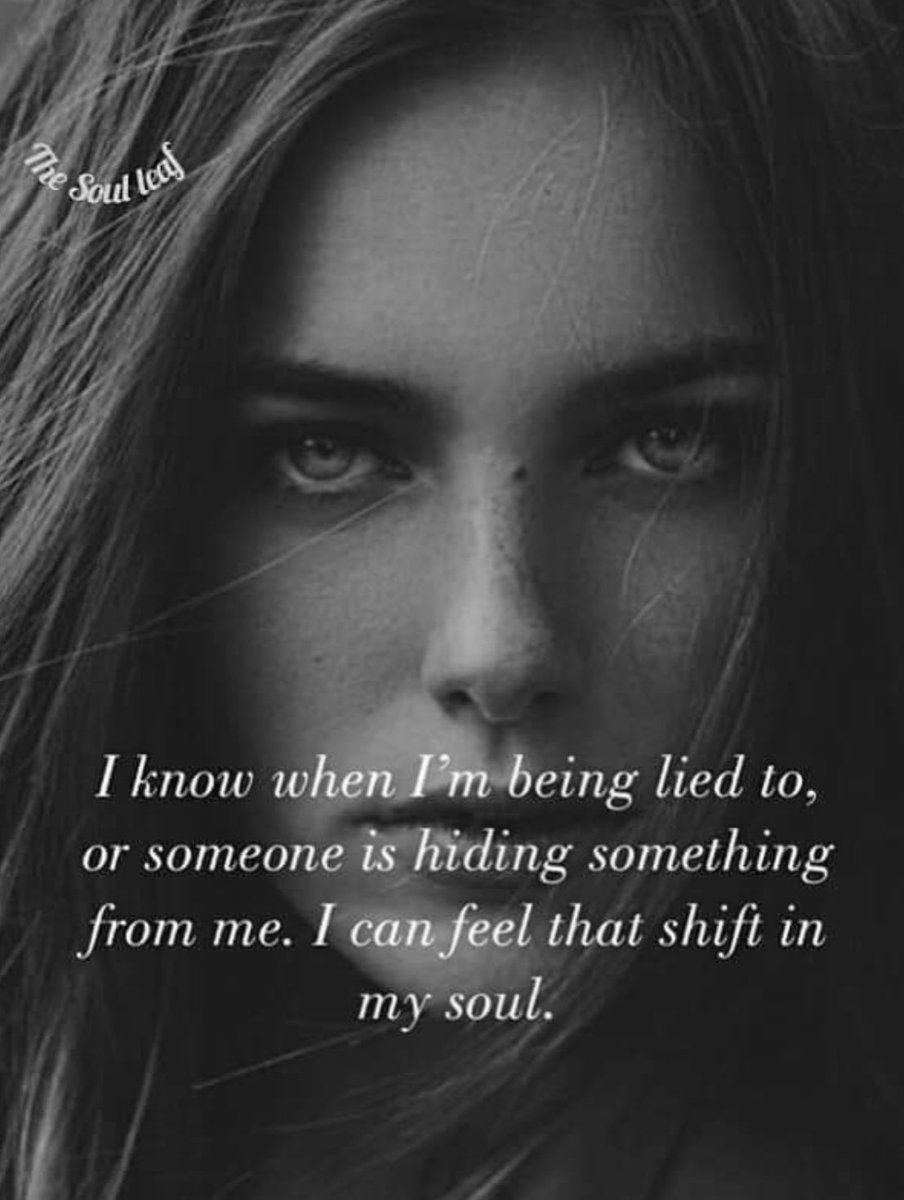 The Soul leaf
I know when I’m being lied to,
or someone is hiding something
from me. I can feel that shift in
my soul.